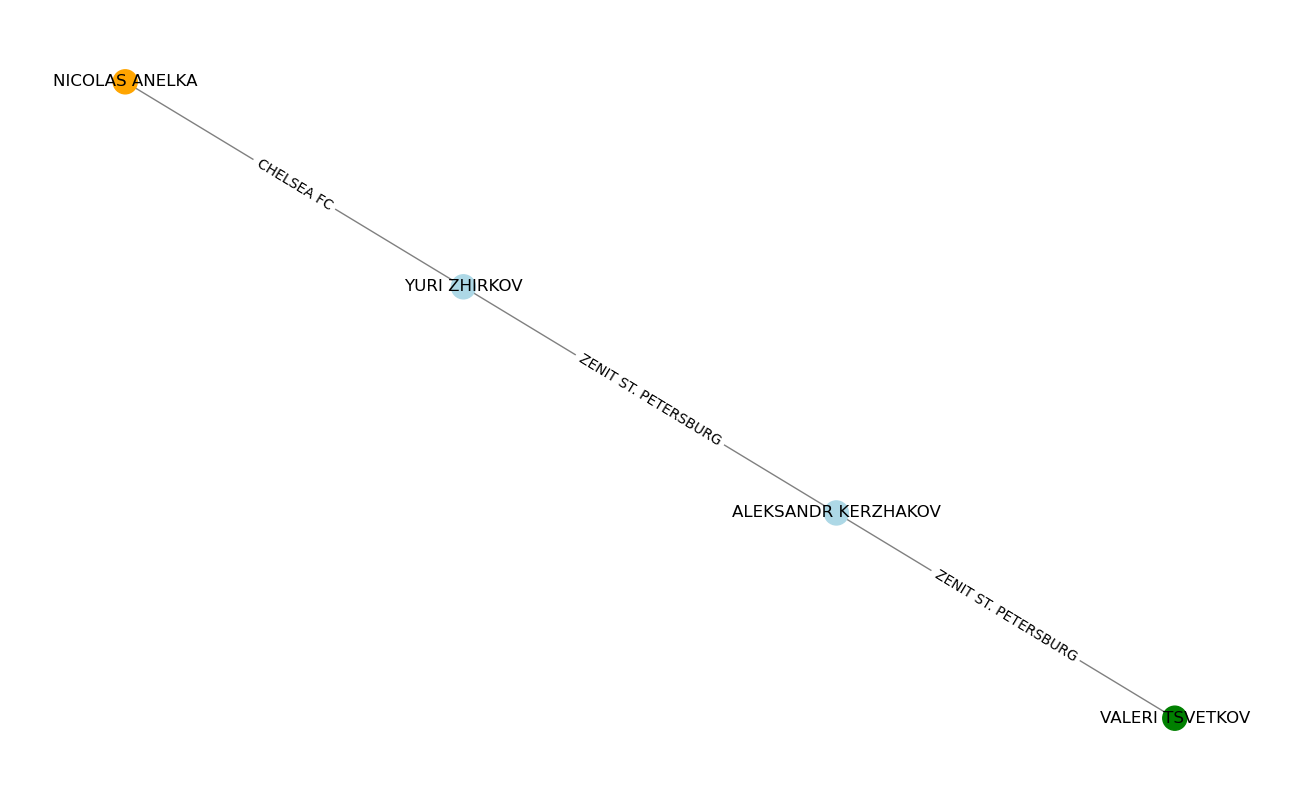 NICOLAS ANELKA
CHELSEA FC
YURI ZHIRKOV
ZENIT ST. PETERSBURG
ALEKSANDR KERZHAKOV
ZENIT ST. PETERSBURG
VALERI TSVETKOV